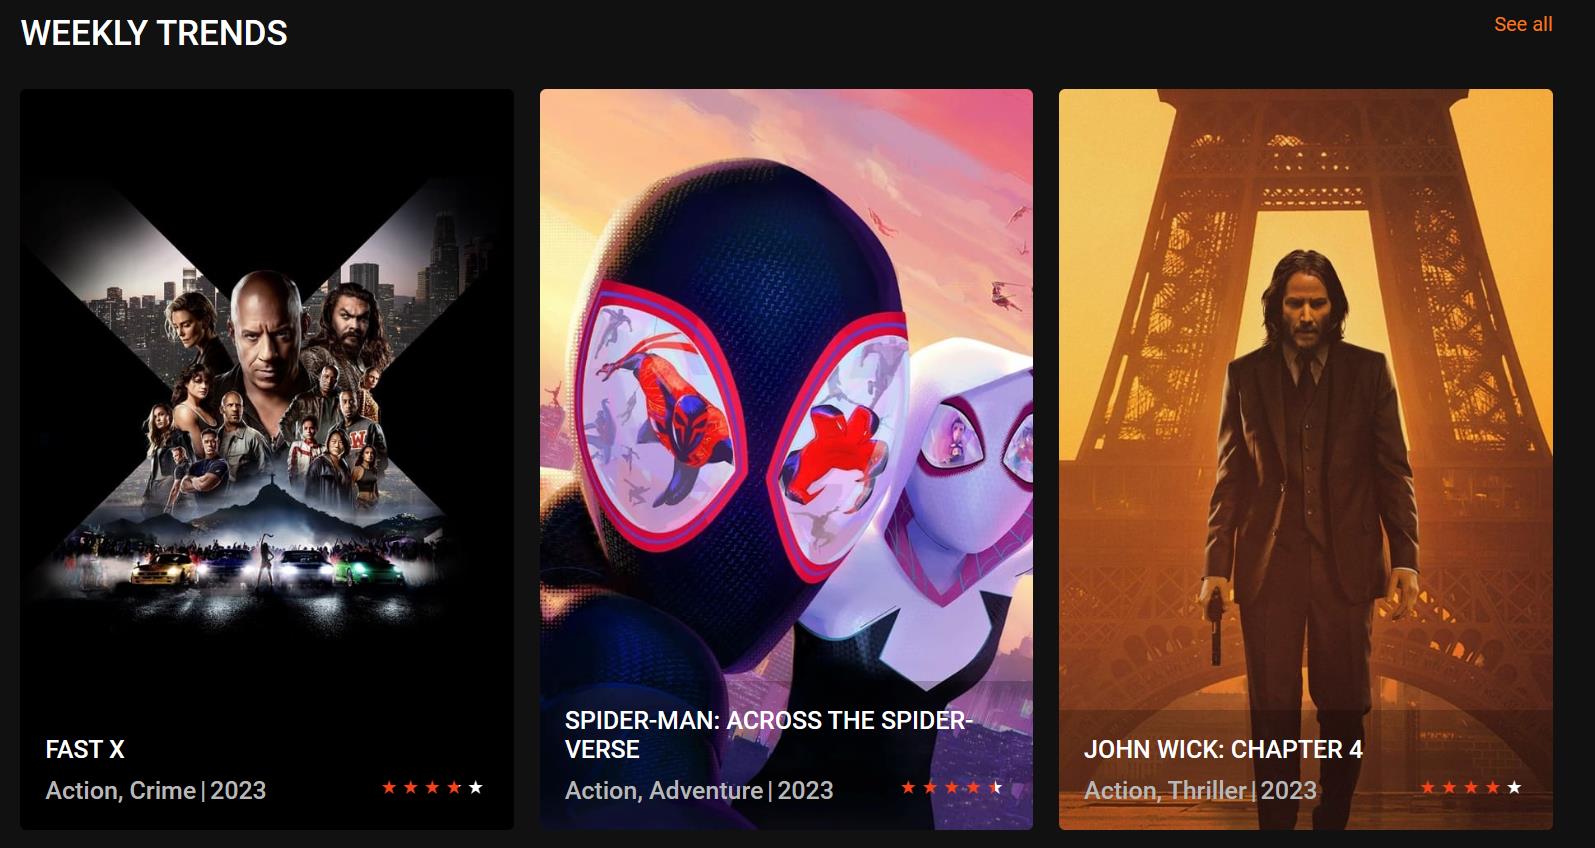 WEEKLY TRENDS
See all
FAST X
Action, Crime | 2023
SPIDER-MAN: ACROSS THE SPIDER-
VERSE
Action, Adventure | 2023
JOHN WICK: CHAPTER 4
Action, Thriller | 2023
W